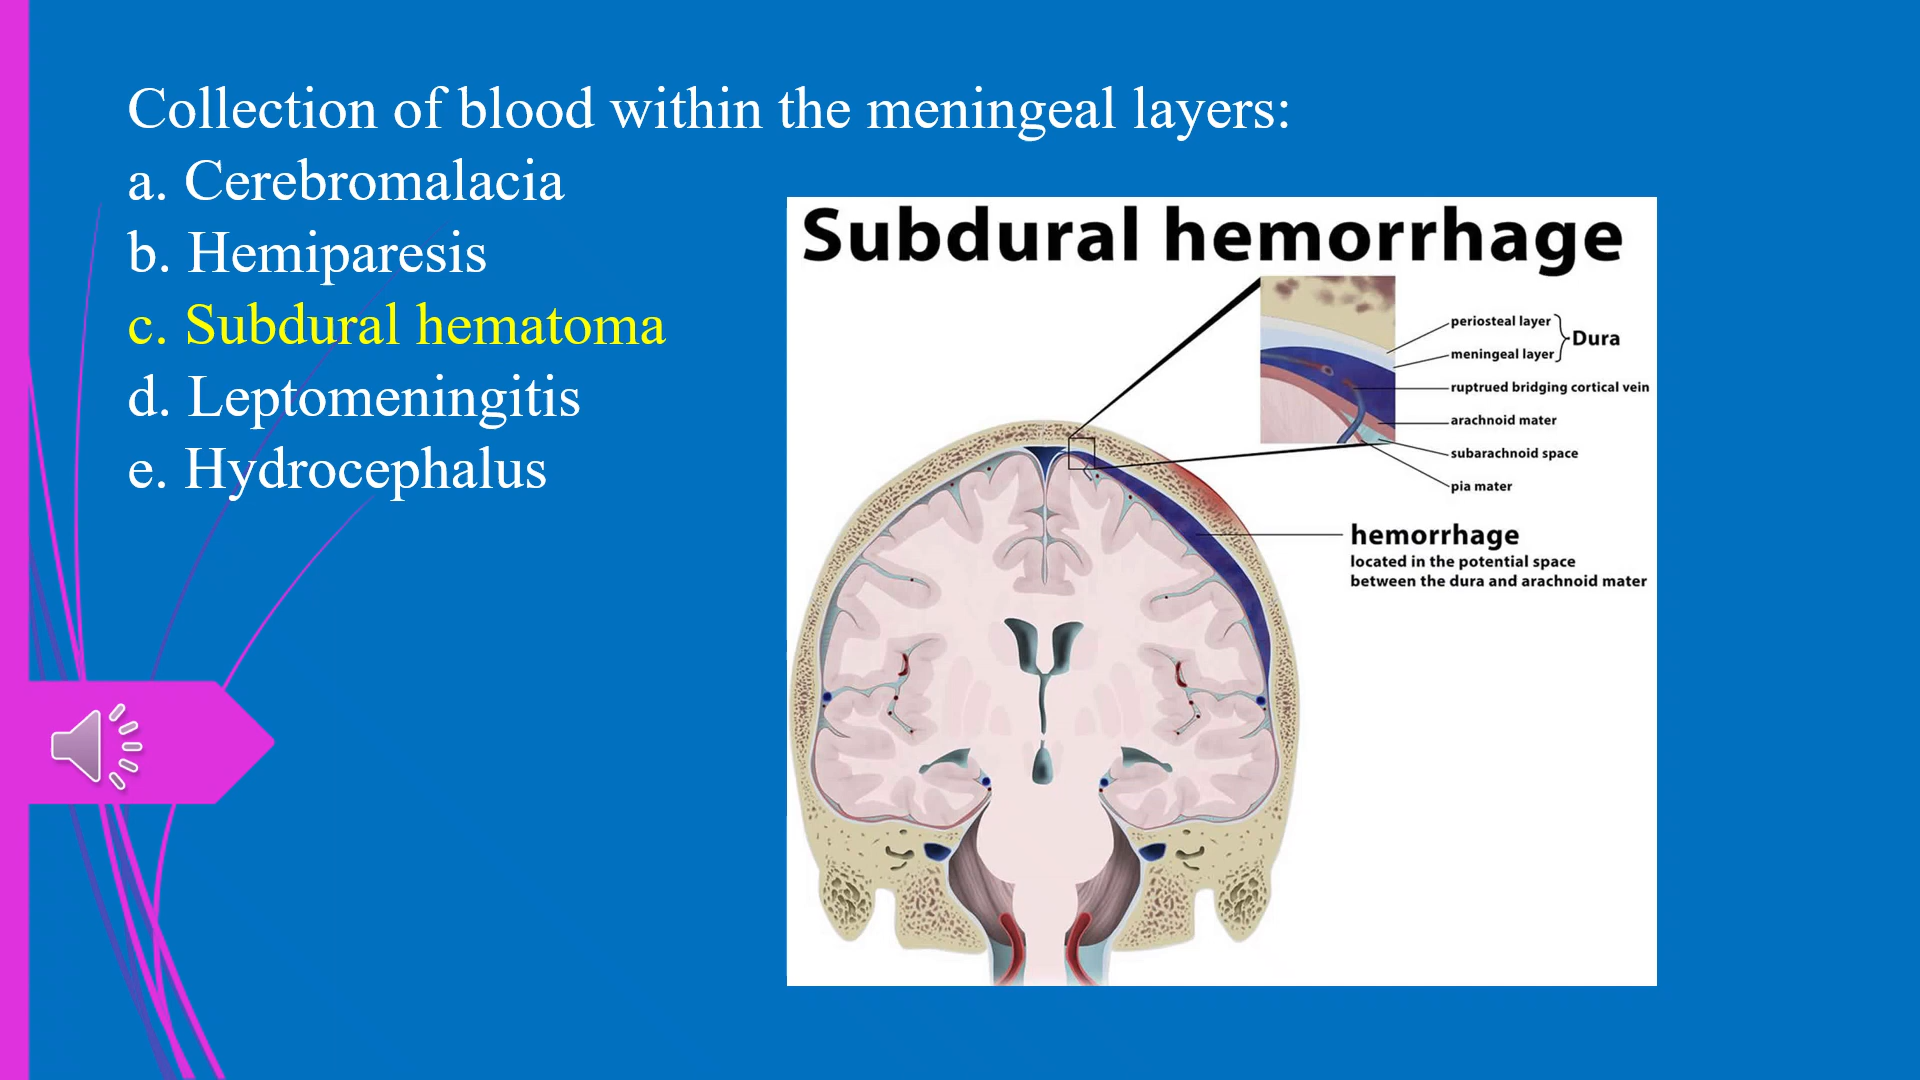 Collection of blood within the meningeal layers:
a. Cerebromalacia
b. Hemiparesis
c. Subdural hematoma
d. Leptomeningitis
e. Hydrocephalus
Subdural hemorrhage
periosteal layer
meningeal layer
Dura
ruptrued bridging cortical vein
arachnoid mater
subarachnoid space
pia mater
hemorrhage
located in the potential space
between the dura and arachnoid mater